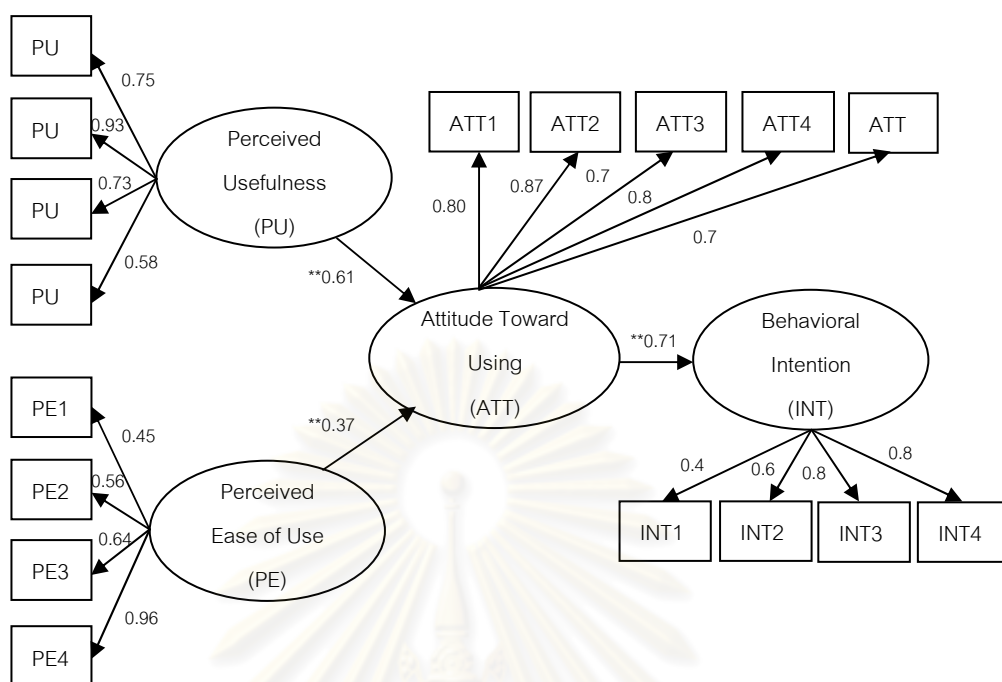 PU
0.75
PU
0.93
PU
0.73
PU
0.58
Perceived
Usefulness
(PU)
**0.61
ATT1
ATT2
ATT3
ATT4
ATT
0.80
0.87
0.7
0.8
0.7
Attitude Toward
Using
(ATT)
**0.71
Behavioral
Intention
(INT)
PE1
0.45
PE2
0.56
PE3
0.64
PE4
0.96
Perceived
Ease of Use
(PE)
**0.37
0.4
0.6
0.8
0.8
INT1
INT2
INT3
INT4